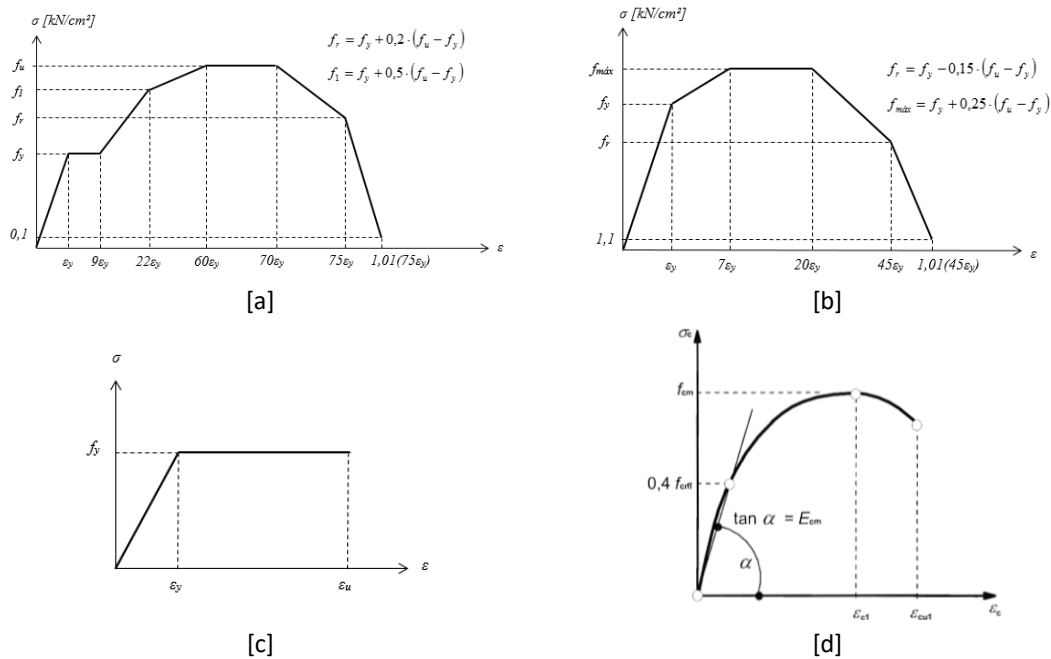 σ [kN/cm²]
f_r = f_y + 0,2·(f_u − f_y)
f_1 = f_y + 0,5·(f_u − f_y)
f_u
f_1
f_r
f_y
0,1
ε_y 9ε_y 22ε_y 60ε_y 70ε_y 75ε_y 1,01(75ε_y) ε
[a]
σ [kN/cm²]
f_r = f_y − 0,15·(f_u − f_y)
f_máx = f_y + 0,25·(f_u − f_y)
f_máx
f_y
f_r
1,1
ε_y 7ε_y 20ε_y 45ε_y 1,01(45ε_y) ε
[b]
σ
f_y
ε_y ε_u ε
[c]
σ_c
f_cm
0,4 f_cm
tan α = E_cm
α
ε_c1 ε_cu1 ε_c
[d]